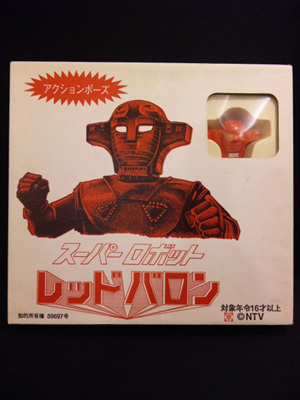 アクションポーズ
スーパーロボット
レッドバロン
対象年令16才以上
©NTV
知的所有権 59697号